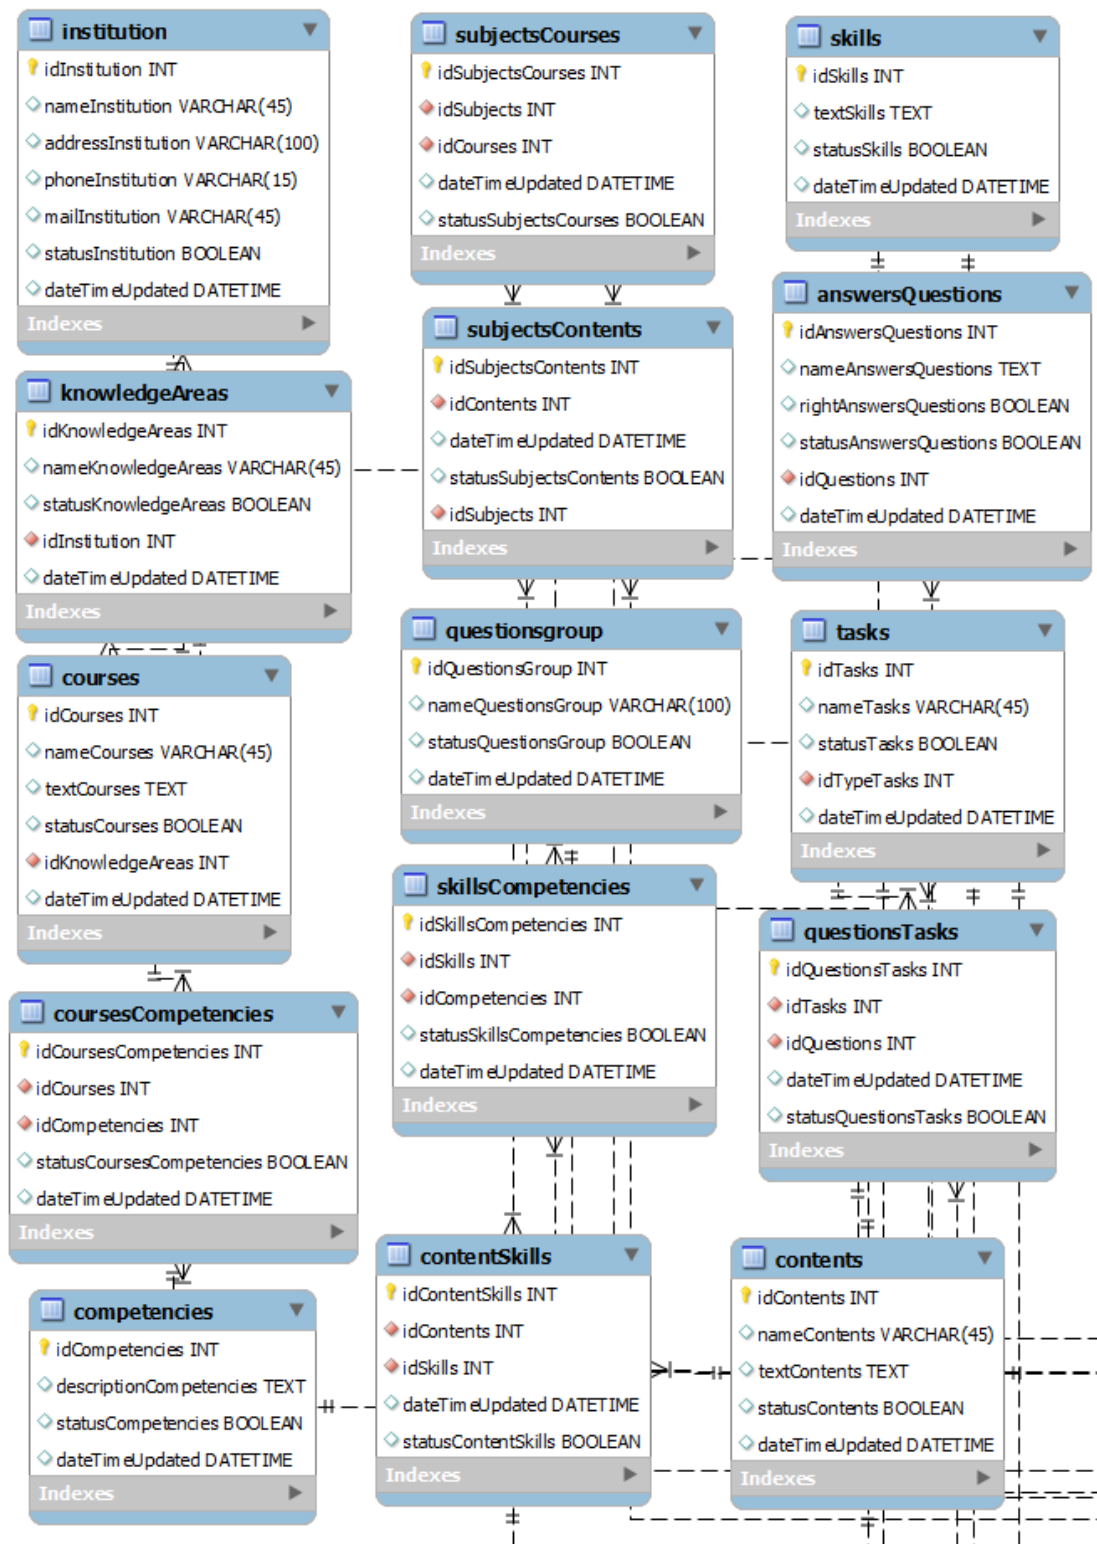 institution
idInstitution INT
nameInstitution VARCHAR(45)
addressInstitution VARCHAR(100)
phoneInstitution VARCHAR(15)
mailInstitution VARCHAR(45)
statusInstitution BOOLEAN
dateTimeUpdated DATETIME
Indexes
knowledgeAreas
idKnowledgeAreas INT
nameKnowledgeAreas VARCHAR(45)
statusKnowledgeAreas BOOLEAN
idInstitution INT
dateTimeUpdated DATETIME
Indexes
courses
idCourses INT
nameCourses VARCHAR(45)
textCourses TEXT
statusCourses BOOLEAN
idKnowledgeAreas INT
dateTimeUpdated DATETIME
Indexes
coursesCompetencies
idCoursesCompetencies INT
idCourses INT
idCompetencies INT
statusCoursesCompetencies BOOLEAN
dateTimeUpdated DATETIME
Indexes
competencies
idCompetencies INT
descriptionCompetencies TEXT
statusCompetencies BOOLEAN
dateTimeUpdated DATETIME
Indexes
subjectsCourses
idSubjectsCourses INT
idSubjects INT
idCourses INT
dateTimeUpdated DATETIME
statusSubjectsCourses BOOLEAN
Indexes
subjectsContents
idSubjectsContents INT
idContents INT
dateTimeUpdated DATETIME
statusSubjectsContents BOOLEAN
idSubjects INT
Indexes
questionsgroup
idQuestionsGroup INT
nameQuestionsGroup VARCHAR(100)
statusQuestionsGroup BOOLEAN
dateTimeUpdated DATETIME
Indexes
skillsCompetencies
idSkillsCompetencies INT
idSkills INT
idCompetencies INT
statusSkillsCompetencies BOOLEAN
dateTimeUpdated DATETIME
Indexes
contentSkills
idContentSkills INT
idContents INT
idSkills INT
dateTimeUpdated DATETIME
statusContentSkills BOOLEAN
Indexes
skills
idSkills INT
textSkills TEXT
statusSkills BOOLEAN
dateTimeUpdated DATETIME
Indexes
answersQuestions
idAnswersQuestions INT
nameAnswersQuestions TEXT
rightAnswersQuestions BOOLEAN
statusAnswersQuestions BOOLEAN
idQuestions INT
dateTimeUpdated DATETIME
Indexes
tasks
idTasks INT
nameTasks VARCHAR(45)
statusTasks BOOLEAN
idTypeTasks INT
dateTimeUpdated DATETIME
Indexes
questionsTasks
idQuestionsTasks INT
idTasks INT
idQuestions INT
dateTimeUpdated DATETIME
statusQuestionsTasks BOOLEAN
Indexes
contents
idContents INT
nameContents VARCHAR(45)
textContents TEXT
statusContents BOOLEAN
dateTimeUpdated DATETIME
Indexes